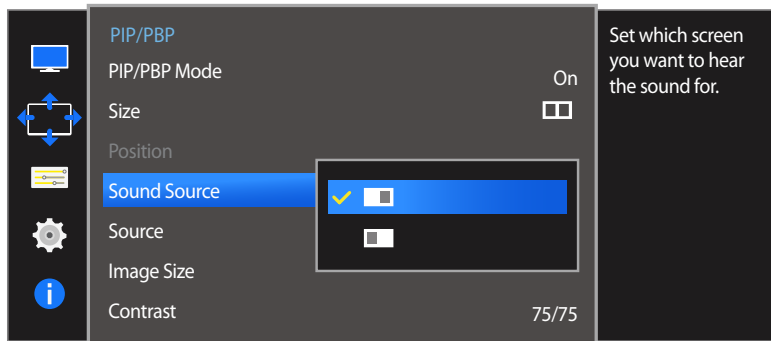 PIP/PBP
PIP/PBP Mode
On
Size
Position
Sound Source
Source
Image Size
Contrast
75/75
Set which screen
you want to hear
the sound for.